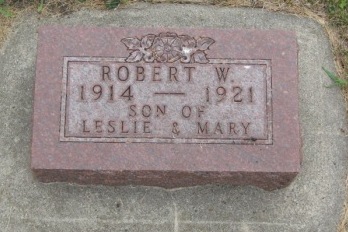 ROBERT W.
1914 — 1921
SON OF
LESLIE & MARY